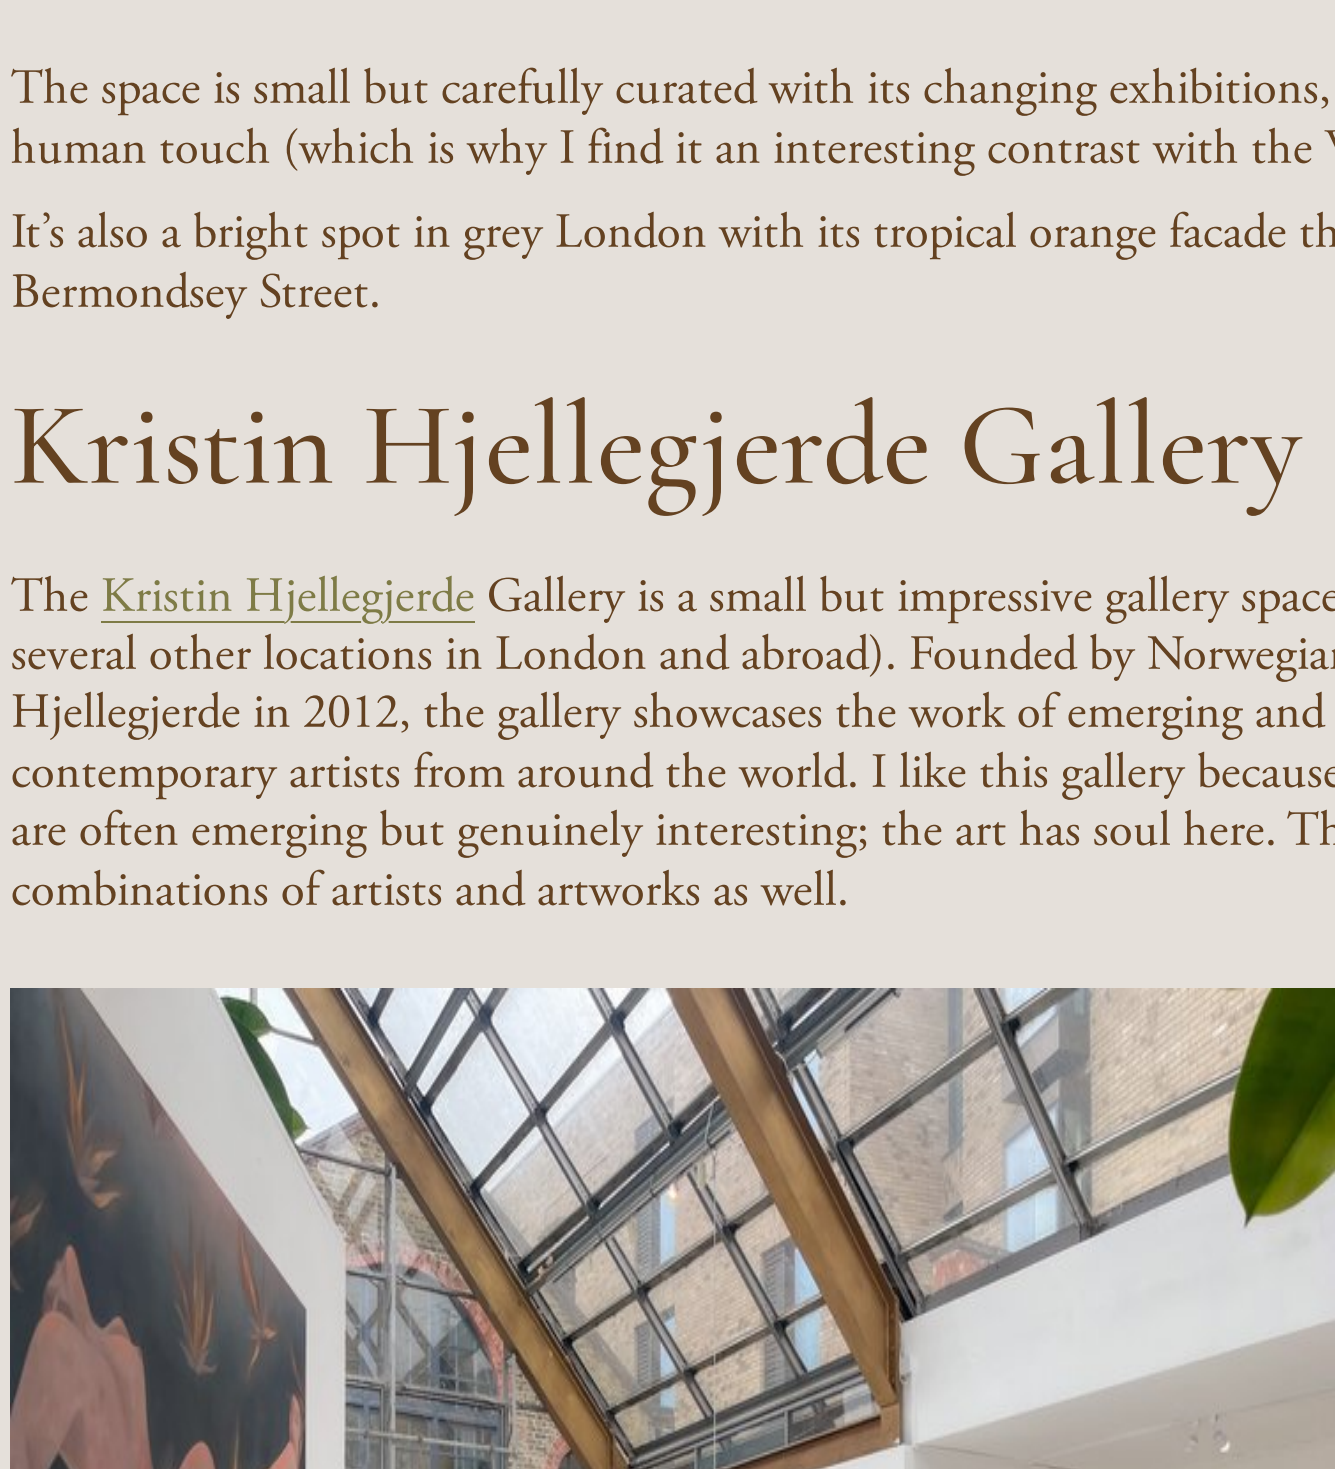 The space is small but carefully curated with its changing exhibitions,
human touch (which is why I find it an interesting contrast with the
It’s also a bright spot in grey London with its tropical orange facade
Bermondsey Street.
Kristin Hjellegjerde Gallery
The Kristin Hjellegjerde Gallery is a small but impressive gallery space
several other locations in London and abroad). Founded by Norwegian
Hjellegjerde in 2012, the gallery showcases the work of emerging and
contemporary artists from around the world. I like this gallery because
are often emerging but genuinely interesting; the art has soul here.
combinations of artists and artworks as well.